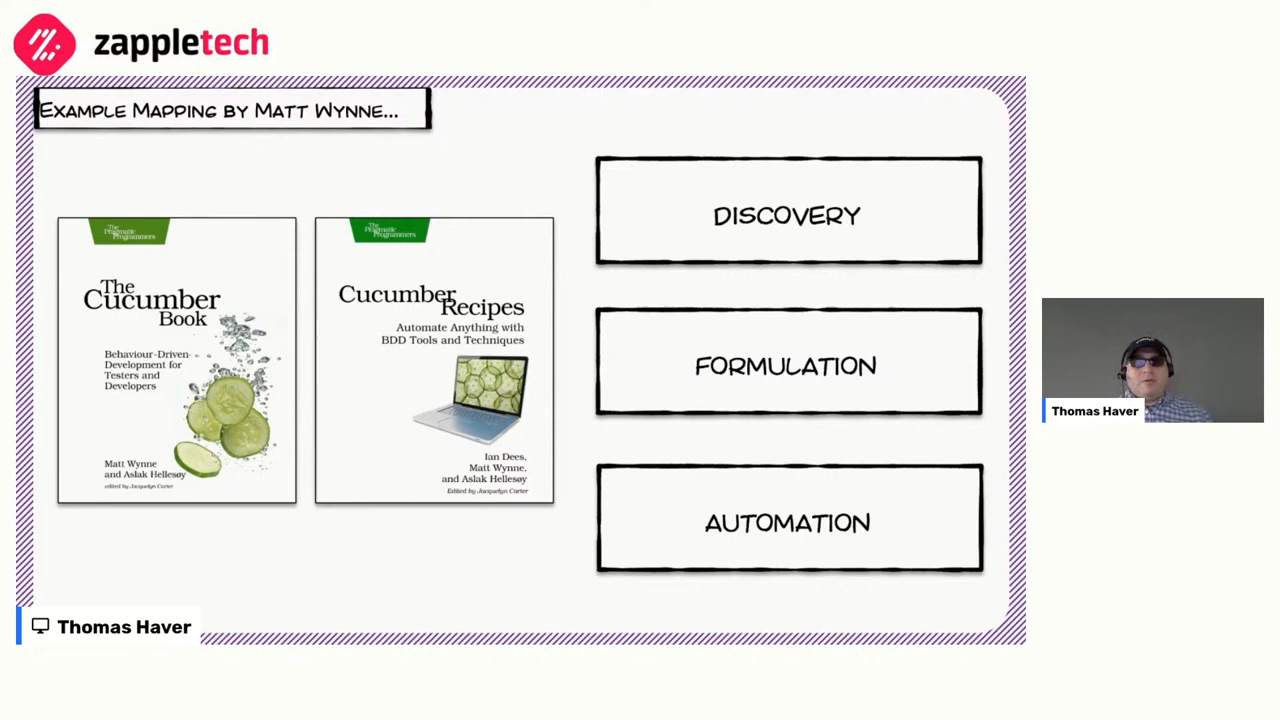 zappletech
EXAMPLE MAPPING BY MATT WYNNE...
The
Pragmatic
Programmers
The
Cucumber
Book
Behaviour-Driven-
Development for
Testers and
Developers
Matt Wynne
and Aslak Hellesøy
edited by Jacquelyn Carter
The
Pragmatic
Programmers
Cucumber
Recipes
Automate Anything with
BDD Tools and Techniques
Ian Dees,
Matt Wynne,
and Aslak Hellesøy
Edited by Jacquelyn Carter
DISCOVERY
FORMULATION
AUTOMATION
Thomas Haver
Thomas Haver